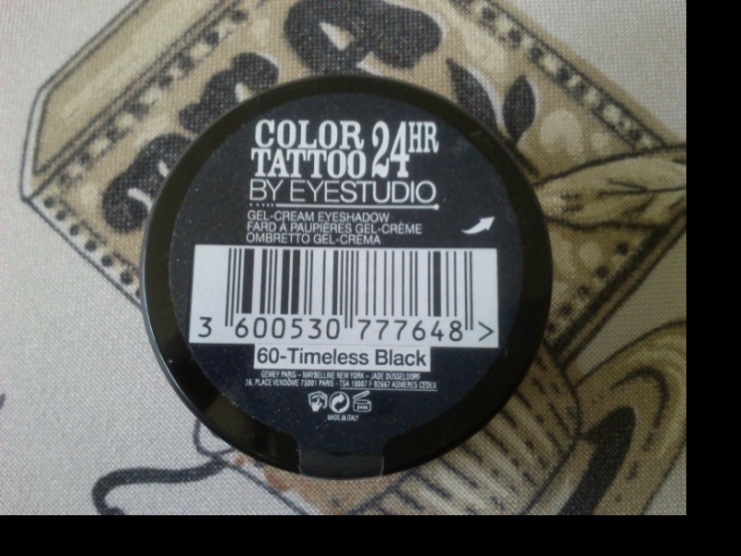 COLOR 24HR
TATTOO
BY EYESTUDIO
GEL-CREAM EYESHADOW
FARD À PAUPIÈRES GEL-CRÈME
OMBRETTO GEL-CREMA
3 600530 777648 >
60-Timeless Black
GEMEY PARIS - MAYBELLINE NEW YORK - JADE DÜSSELDORF
16, PLACE VENDÔME 75001 PARIS - TSA 10007 F 92667 ASNIERES CEDEX
24M
MADE IN ITALY